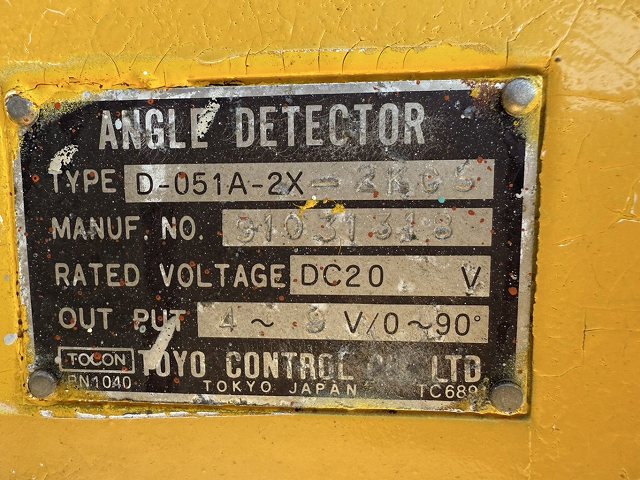 ANGLE DETECTOR
TYPE D-051A-2X-
MANUF. NO.
RATED VOLTAGE DC20 V
OUT PUT 4~9 V/0~90°
TOCON TOYO CONTROL LTD
PN1040 TOKYO JAPAN